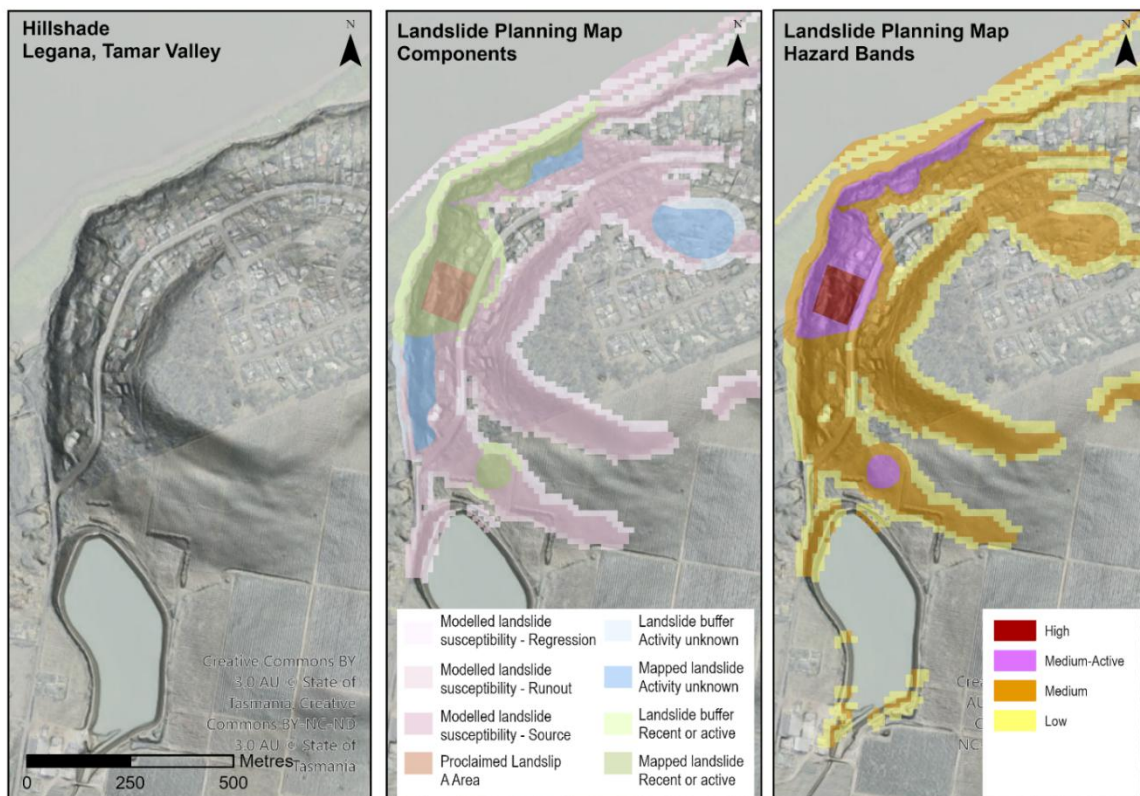 Hillshade
Legana, Tamar Valley
N
Creative Commons BY
3.0 AU © State of
Tasmania, Creative
Commons BY-NC-ND
3.0 AU © State of
Tasmania
Metres
0 250 500
Landslide Planning Map
Components
N
Modelled landslide
susceptibility - Regression
Modelled landslide
susceptibility - Runout
Modelled landslide
susceptibility - Source
Proclaimed Landslip
A Area
Landslide buffer
Activity unknown
Mapped landslide
Activity unknown
Landslide buffer
Recent or active
Mapped landslide
Recent or active
Landslide Planning Map
Hazard Bands
N
High
Medium-Active
Medium
Low